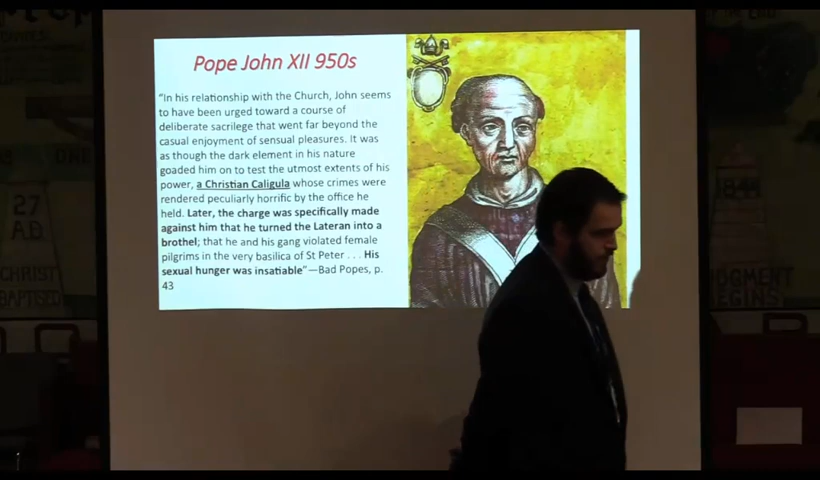 Pope John XII 950s
“In his relationship with the Church, John seems
to have been urged toward a course of
deliberate sacrilege that went far beyond the
casual enjoyment of sensual pleasures. It was
as though the dark element in his nature
goaded him on to test the utmost extents of his
power, a Christian Caligula whose crimes were
rendered peculiarly horrific by the office he
held. Later, the charge was specifically made
against him that he turned the Lateran into a
brothel; that he and his gang violated female
pilgrims in the very basilica of St Peter . . . His
sexual hunger was insatiable”—Bad Popes, p.
43
27
A.D.
CHRIST
BAPTISED
1844
JUDGMENT
BEGINS